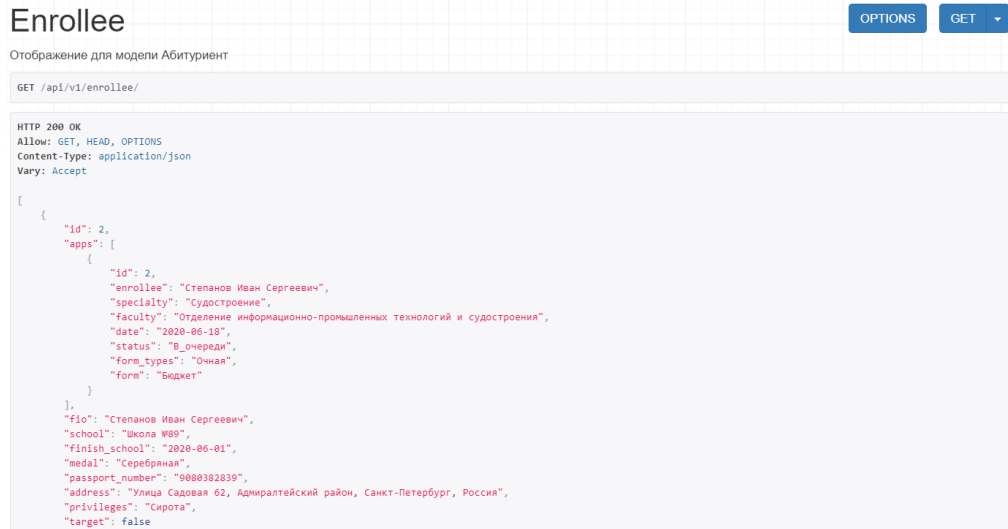 Enrollee
OPTIONS
GET
Отображение для модели Абитуриент
GET /api/v1/enrollee/
HTTP 200 OK
Allow: GET, HEAD, OPTIONS
Content-Type: application/json
Vary: Accept
[
{
"id": 2,
"apps": [
{
"id": 2,
"enrollee": "Степанов Иван Сергеевич",
"specialty": "Судостроение",
"faculty": "Отделение информационно-промышленных технологий и судостроения",
"date": "2020-06-18",
"status": "В_очереди",
"form_types": "Очная",
"form": "Бюджет"
}
],
"fio": "Степанов Иван Сергеевич",
"school": "Школа №89",
"finish_school": "2020-06-01",
"medal": "Серебряная",
"passport_number": "9080382839",
"address": "Улица Садовая 62, Адмиралтейский район, Санкт-Петербург, Россия",
"privileges": "Сирота",
"target": false